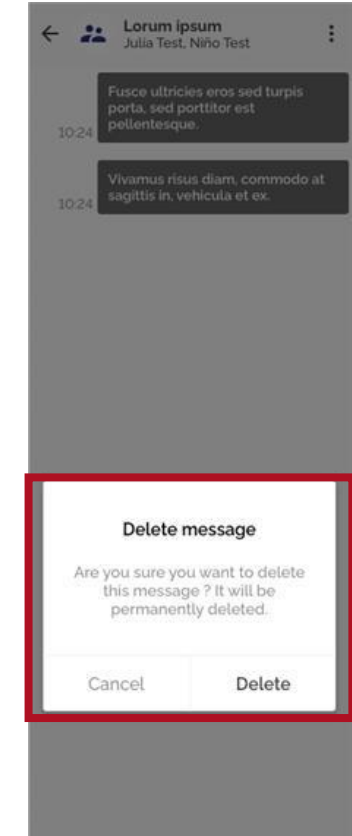 Lorum ipsum
Julia Test, Niño Test
Fusce ultricies eros sed turpis
porta, sed porttitor est
pellentesque.
10:24
Vivamus risus diam, commodo at
sagittis in, vehicula et ex.
10:24
Delete message
Are you sure you want to delete
this message ? It will be
permanently deleted.
Cancel Delete